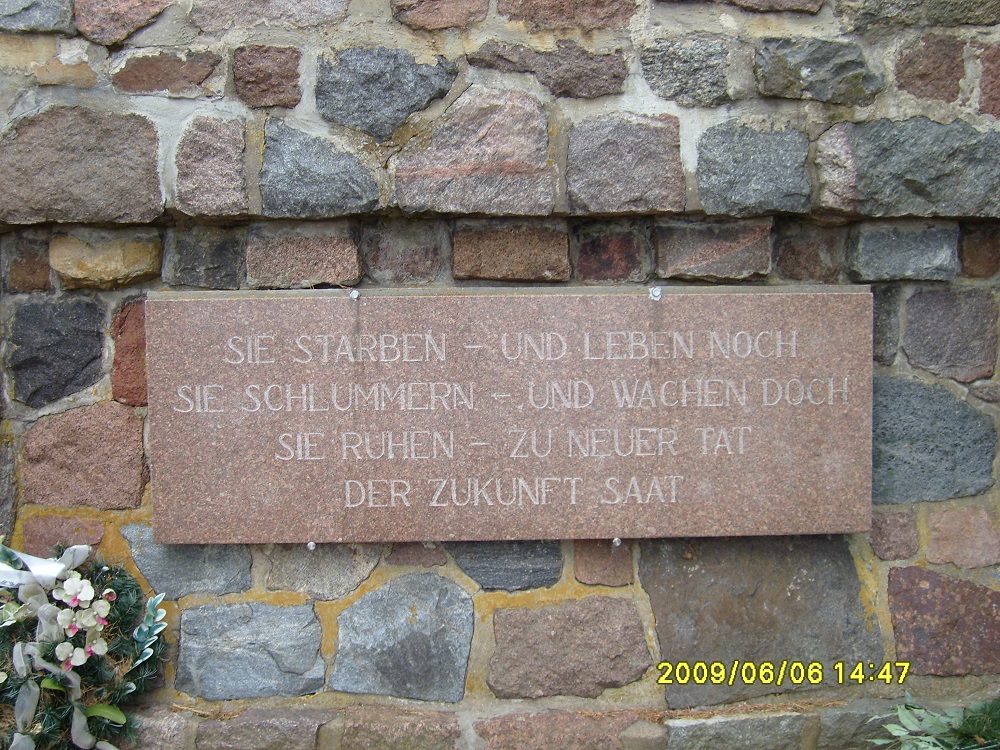 SIE STARBEN – UND LEBEN NOCH
SIE SCHLUMMERN – UND WACHEN DOCH
SIE RUHEN – ZU NEUER TAT
DER ZUKUNFT SAAT
2009/06/06 14:47